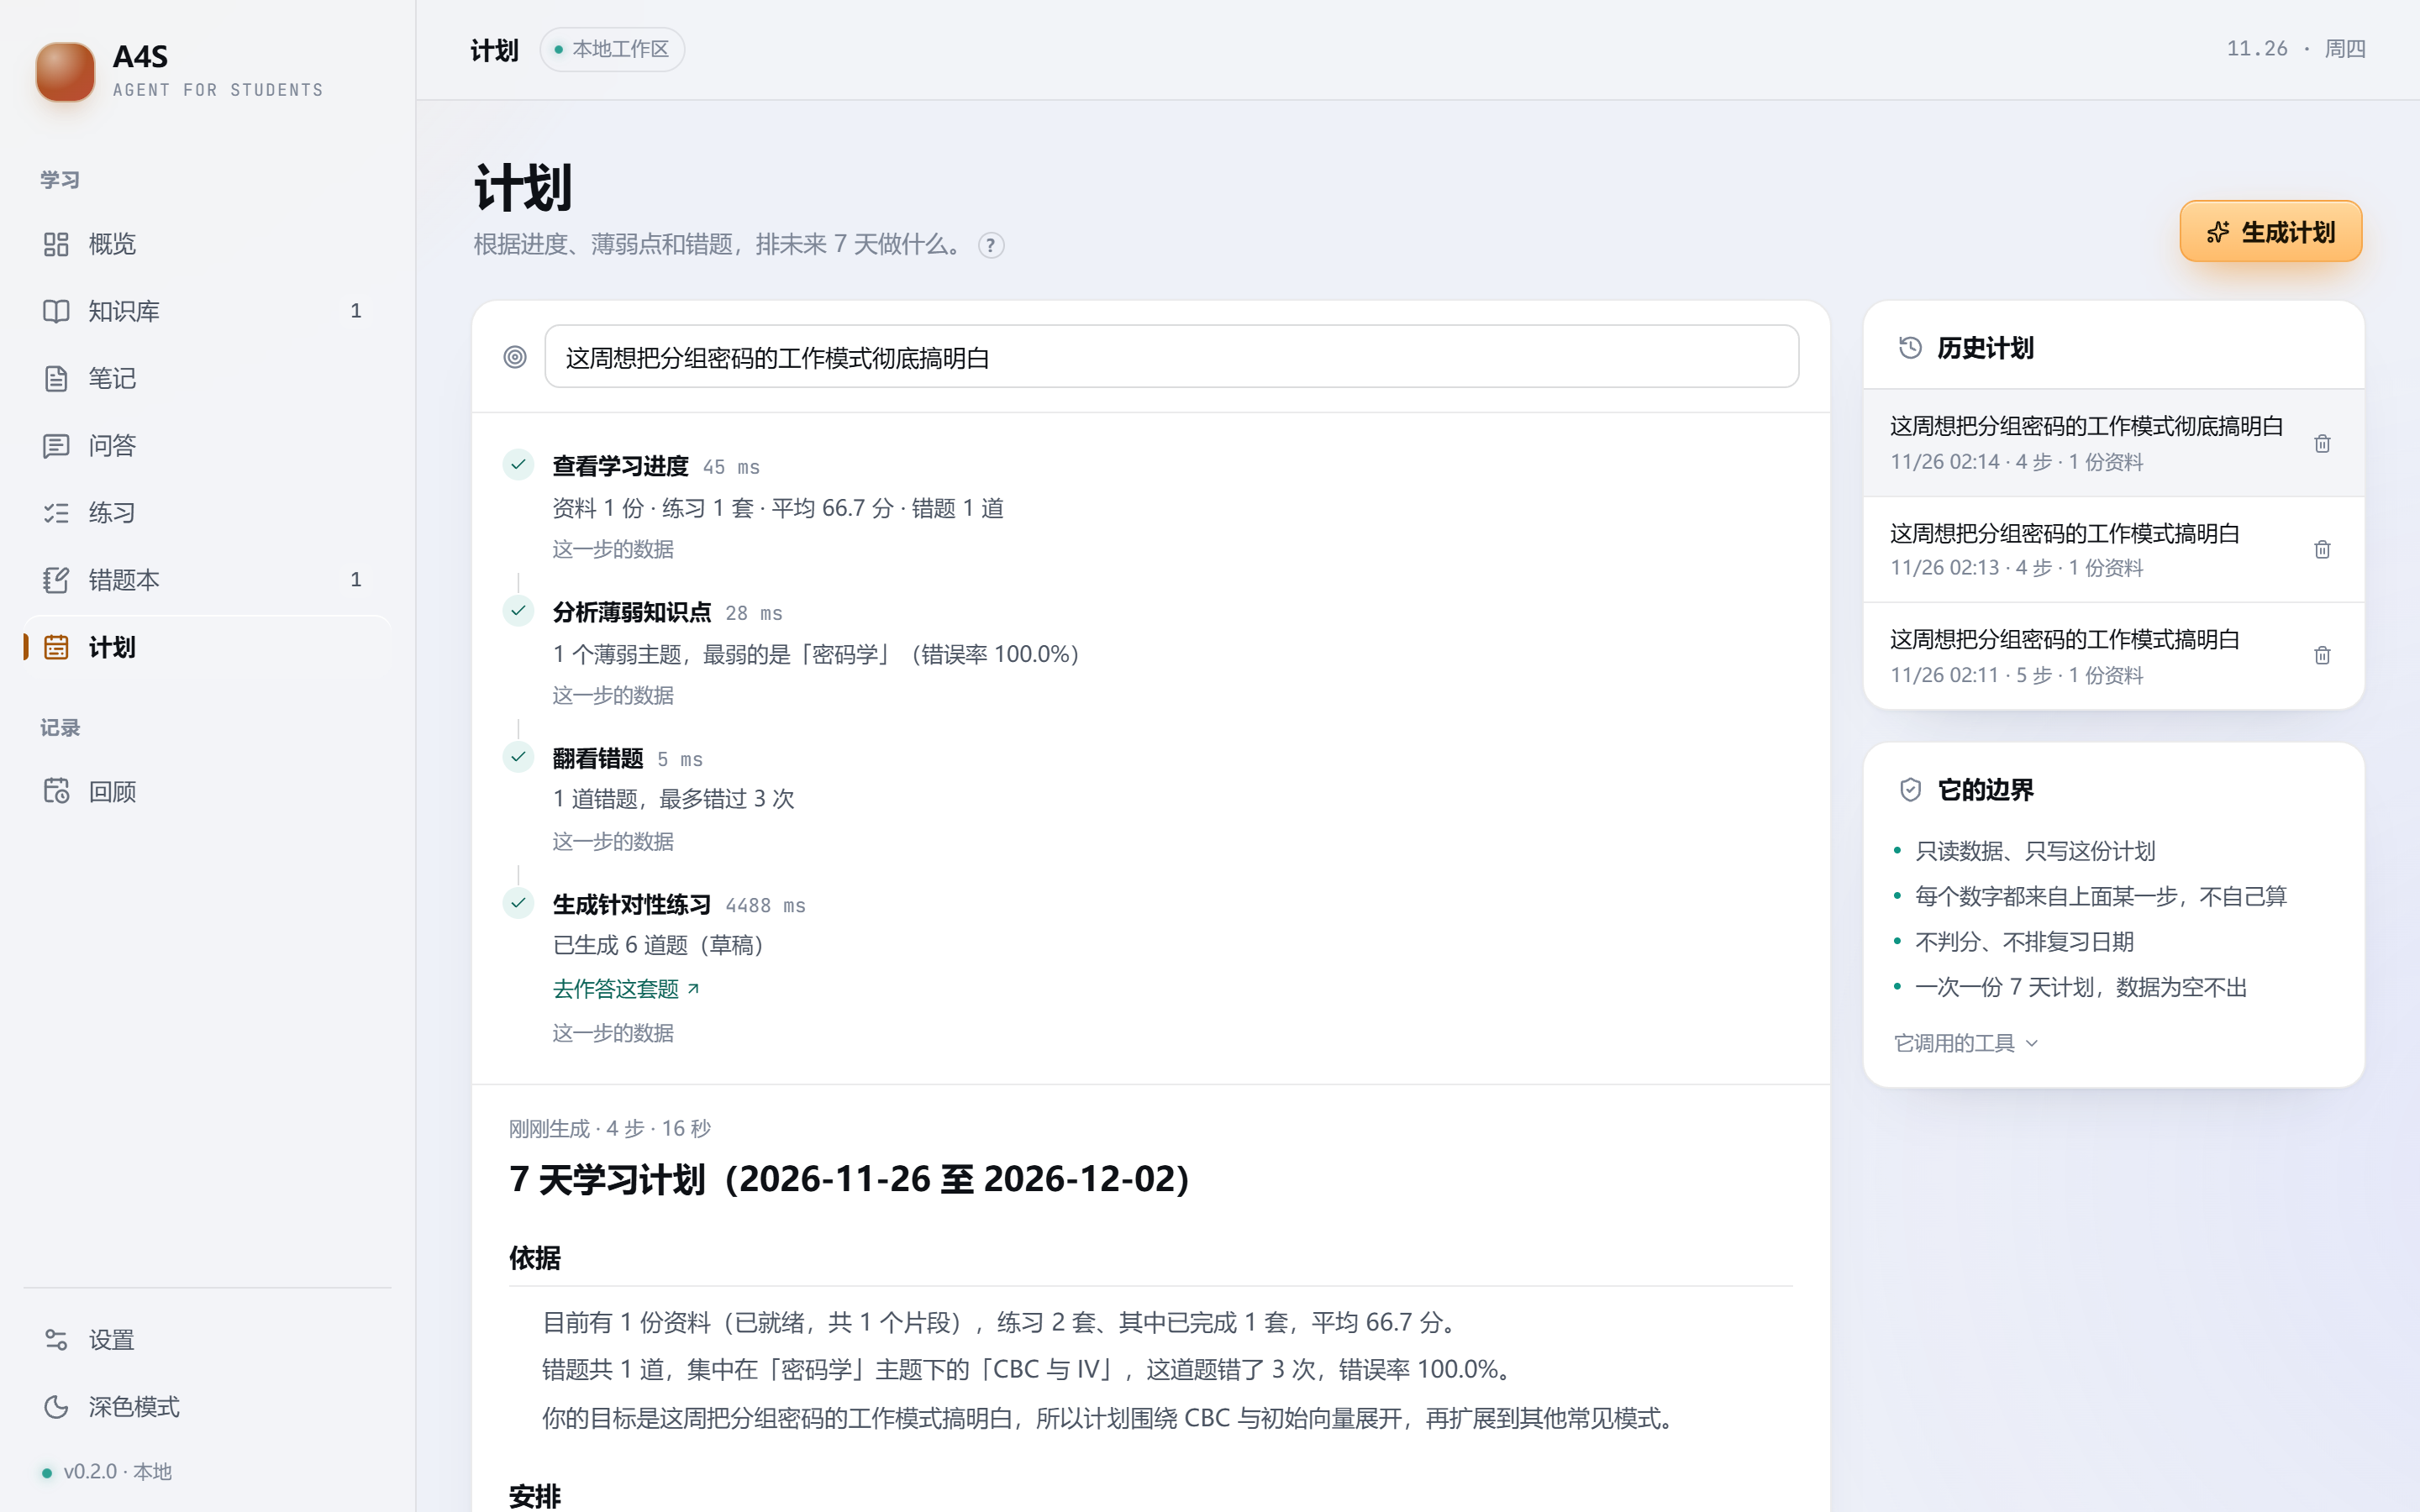 A4S
AGENT FOR STUDENTS
学习
概览
知识库 1
笔记
问答
练习
错题本 1
计划
记录
回顾
设置
深色模式
v0.2.0 · 本地
计划 本地工作区
11.26 · 周四
计划
根据进度、薄弱点和错题，排未来 7 天做什么。 ?
生成计划
这周想把分组密码的工作模式彻底搞明白
查看学习进度 45 ms
资料 1 份 · 练习 1 套 · 平均 66.7 分 · 错题 1 道
这一步的数据
分析薄弱知识点 28 ms
1 个薄弱主题，最弱的是「密码学」（错误率 100.0%）
这一步的数据
翻看错题 5 ms
1 道错题，最多错过 3 次
这一步的数据
生成针对性练习 4488 ms
已生成 6 道题（草稿）
去作答这套题
这一步的数据
刚刚生成 · 4 步 · 16 秒
7 天学习计划（2026-11-26 至 2026-12-02）
依据
目前有 1 份资料（已就绪，共 1 个片段），练习 2 套、其中已完成 1 套，平均 66.7 分。
错题共 1 道，集中在「密码学」主题下的「CBC 与 IV」，这道题错了 3 次，错误率 100.0%。
你的目标是这周把分组密码的工作模式搞明白，所以计划围绕 CBC 与初始向量展开，再扩展到其他常见模式。
安排
历史计划
这周想把分组密码的工作模式彻底搞明白
11/26 02:14 · 4 步 · 1 份资料
这周想把分组密码的工作模式搞明白
11/26 02:13 · 4 步 · 1 份资料
这周想把分组密码的工作模式搞明白
11/26 02:11 · 5 步 · 1 份资料
它的边界
只读数据、只写这份计划
每个数字都来自上面某一步，不自己算
不判分、不排复习日期
一次一份 7 天计划，数据为空不出
它调用的工具